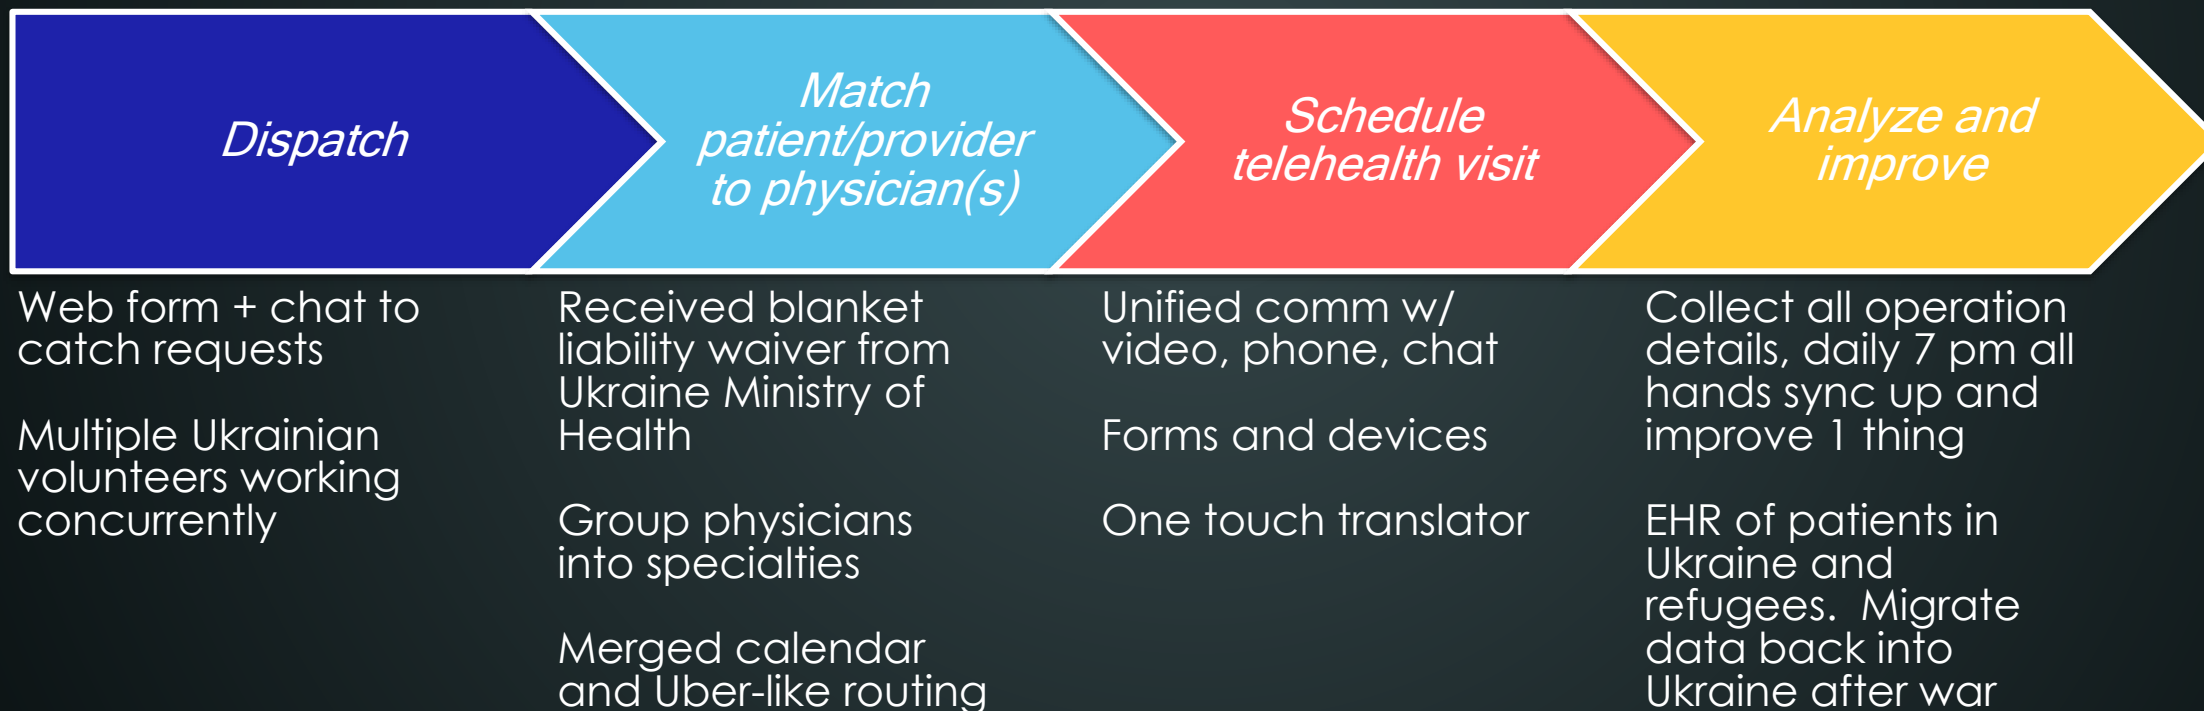 Dispatch
Match
patient/provider
to physician(s)
Schedule
telehealth visit
Analyze and
improve
Web form + chat to
catch requests
Multiple Ukrainian
volunteers working
concurrently
Received blanket
liability waiver from
Ukraine Ministry of
Health
Group physicians
into specialties
Merged calendar
and Uber-like routing
Unified comm w/
video, phone, chat
Forms and devices
One touch translator
Collect all operation
details, daily 7 pm all
hands sync up and
improve 1 thing
EHR of patients in
Ukraine and
refugees.  Migrate
data back into
Ukraine after war